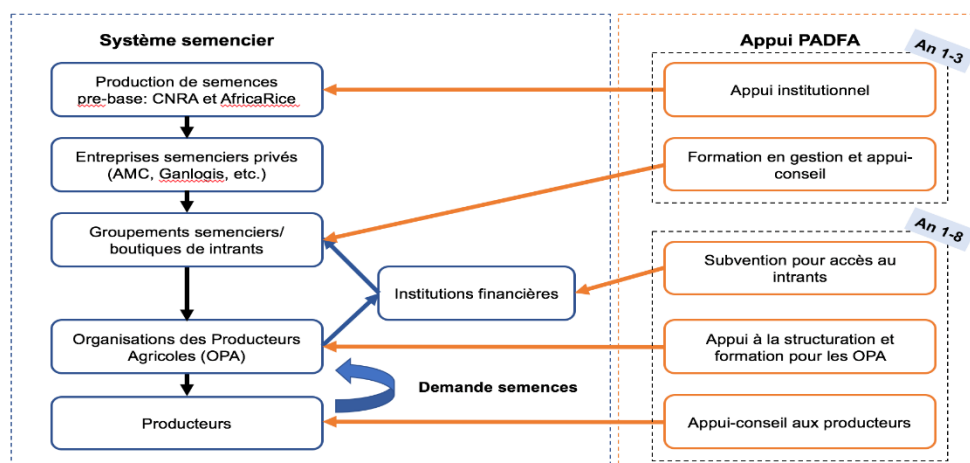 Système semencier
Production de semences
pre-base: CNRA et AfricaRice
Entreprises semenciers privés
(AMC, Ganlogis, etc.)
Groupements semenciers/
boutiques de intrants
Institutions financières
Organisations des Producteurs
Agricoles (OPA)
Demande semences
Producteurs
Appui PADFA
An 1-3
Appui institutionnel
Formation en gestion et appui-
conseil
An 1-8
Subvention pour accès au
intrants
Appui à la structuration et
formation pour les OPA
Appui-conseil aux producteurs